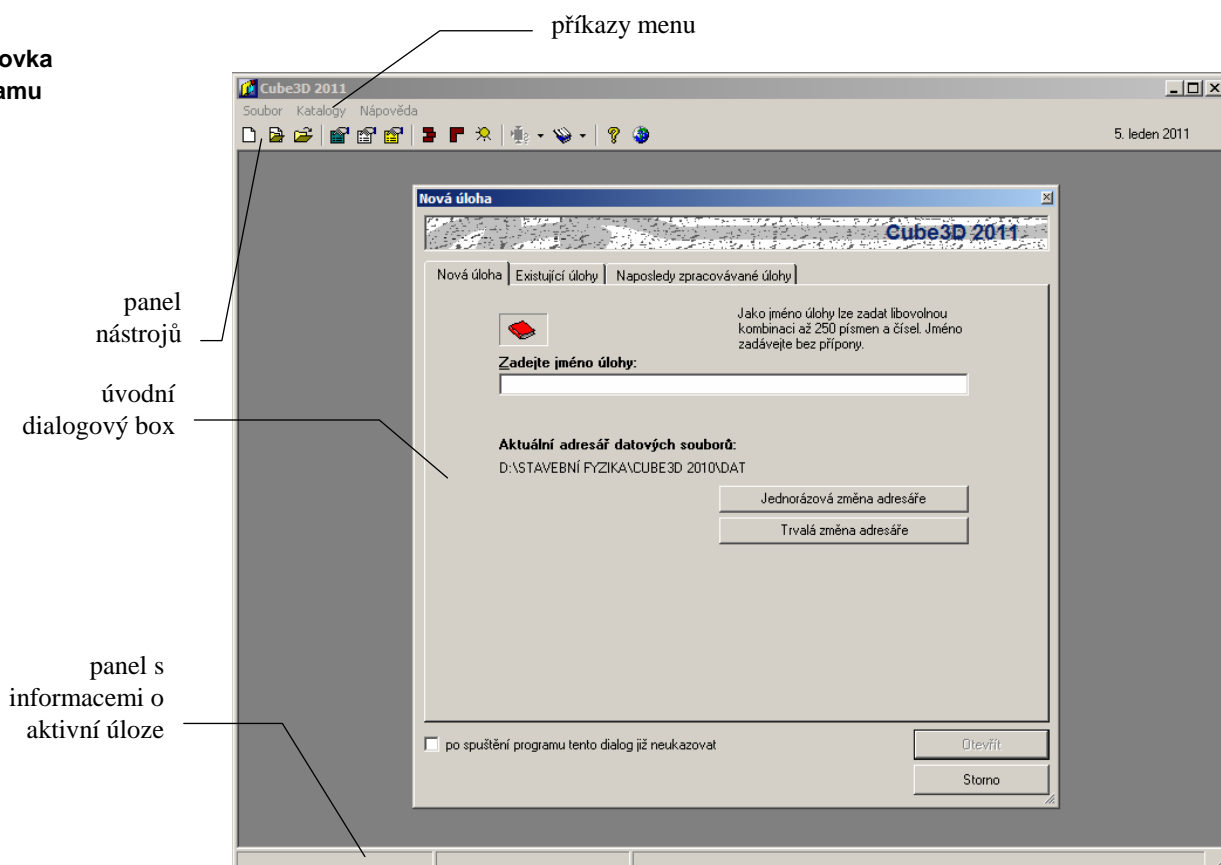 příkazy menu
ovka
amu
Cube3D 2011
Soubor Katalogy Nápověda
5. leden 2011
Nová úloha
Cube3D 2011
Nová úloha Existující úlohy Naposledy zpracovávané úlohy
panel
nástrojů
Jako jméno úlohy lze zadat libovolnou
kombinaci až 250 písmen a čísel. Jméno
zadávejte bez přípony.
Zadejte jméno úlohy:
úvodní
dialogový box
Aktuální adresář datových souborů:
D:\STAVEBNÍ FYZIKA\CUBE3D 2010\DAT
Jednorázová změna adresáře
Trvalá změna adresáře
panel s
informacemi o
aktivní úloze
po spuštění programu tento dialog již neukazovat
Otevřít
Storno